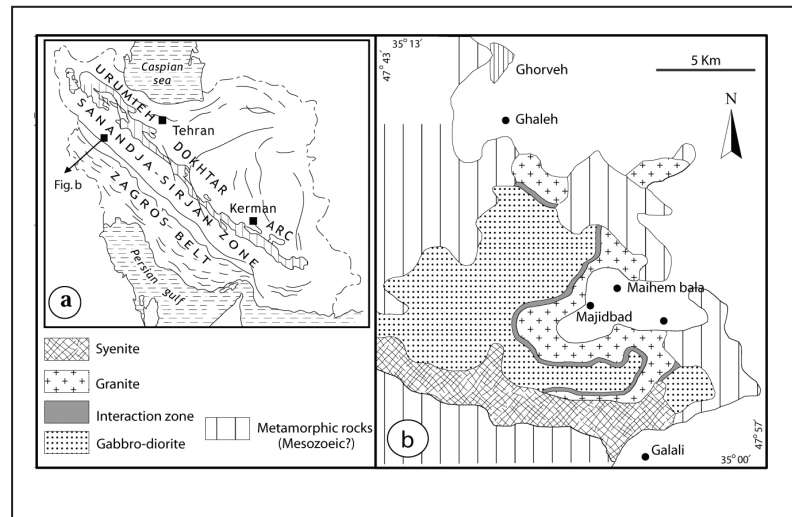 Caspian
sea
URUMIEH
DOKHTAR
ARC
Tehran
SANANDJA-SIRJAN ZONE
Fig.b
ZAGROS BELT
Kerman
Persian gulf
a
Syenite
Granite
Interaction zone
Gabbro-diorite
Metamorphic rocks
(Mesozoeic?)
35° 13´
47° 43´
Ghorveh
5 Km
N
Ghaleh
Maihem bala
Majidbad
b
Galali
47° 57´
35° 00´